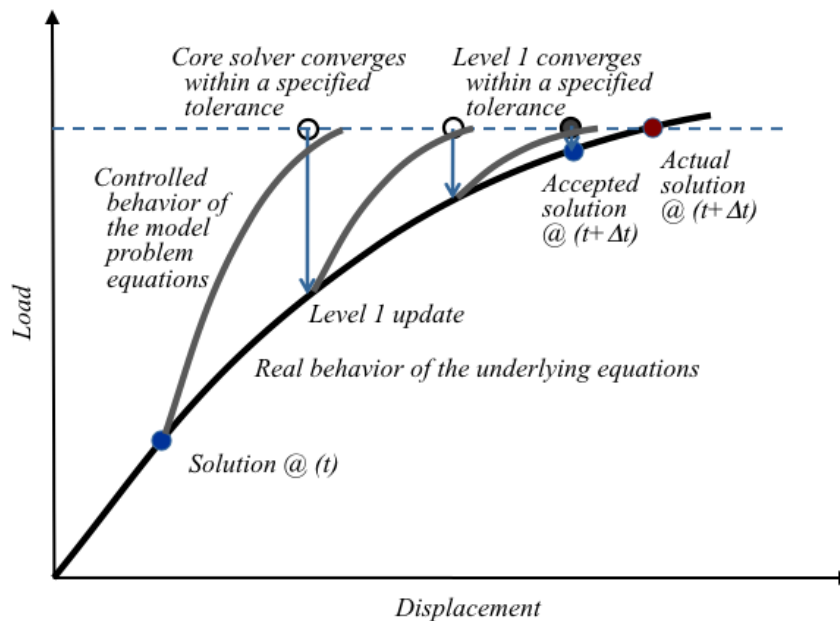 Core solver converges
within a specified
tolerance
Level 1 converges
within a specified
tolerance
Controlled
behavior of
the model
problem
equations
Accepted
solution
@ (t+ Δt)
Actual
solution
@ (t+ Δt)
Load
Level 1 update
Real behavior of the underlying equations
Solution @ (t)
Displacement